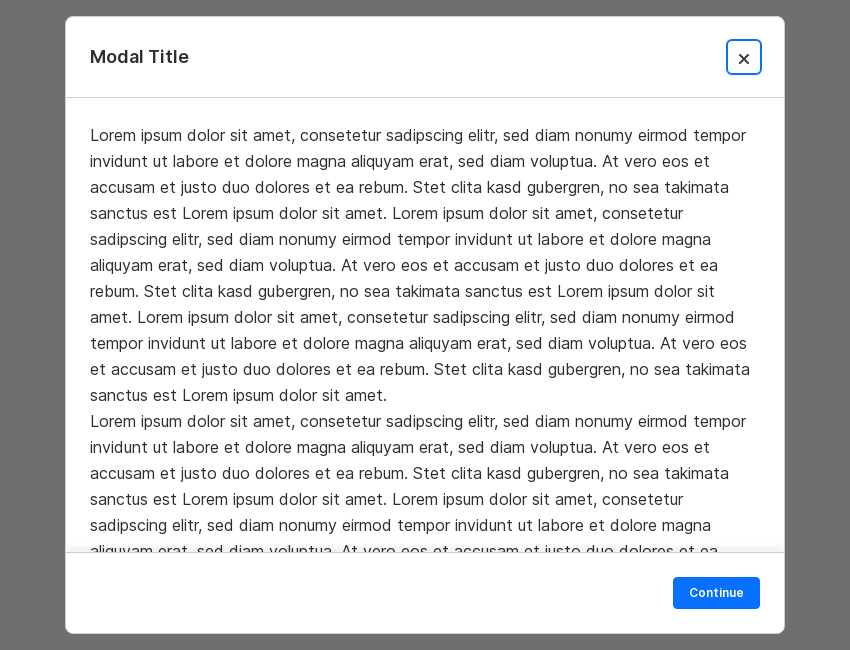 Modal Title
Lorem ipsum dolor sit amet, consetetur sadipscing elitr, sed diam nonumy eirmod tempor
invidunt ut labore et dolore magna aliquyam erat, sed diam voluptua. At vero eos et
accusam et justo duo dolores et ea rebum. Stet clita kasd gubergren, no sea takimata
sanctus est Lorem ipsum dolor sit amet. Lorem ipsum dolor sit amet, consetetur
sadipscing elitr, sed diam nonumy eirmod tempor invidunt ut labore et dolore magna
aliquyam erat, sed diam voluptua. At vero eos et accusam et justo duo dolores et ea
rebum. Stet clita kasd gubergren, no sea takimata sanctus est Lorem ipsum dolor sit
amet. Lorem ipsum dolor sit amet, consetetur sadipscing elitr, sed diam nonumy eirmod
tempor invidunt ut labore et dolore magna aliquyam erat, sed diam voluptua. At vero eos
et accusam et justo duo dolores et ea rebum. Stet clita kasd gubergren, no sea takimata
sanctus est Lorem ipsum dolor sit amet.
Lorem ipsum dolor sit amet, consetetur sadipscing elitr, sed diam nonumy eirmod tempor
invidunt ut labore et dolore magna aliquyam erat, sed diam voluptua. At vero eos et
accusam et justo duo dolores et ea rebum. Stet clita kasd gubergren, no sea takimata
sanctus est Lorem ipsum dolor sit amet. Lorem ipsum dolor sit amet, consetetur
sadipscing elitr, sed diam nonumy eirmod tempor invidunt ut labore et dolore magna
aliquyam erat, sed diam voluptua. At vero eos et accusam et justo duo dolores et ea
Continue